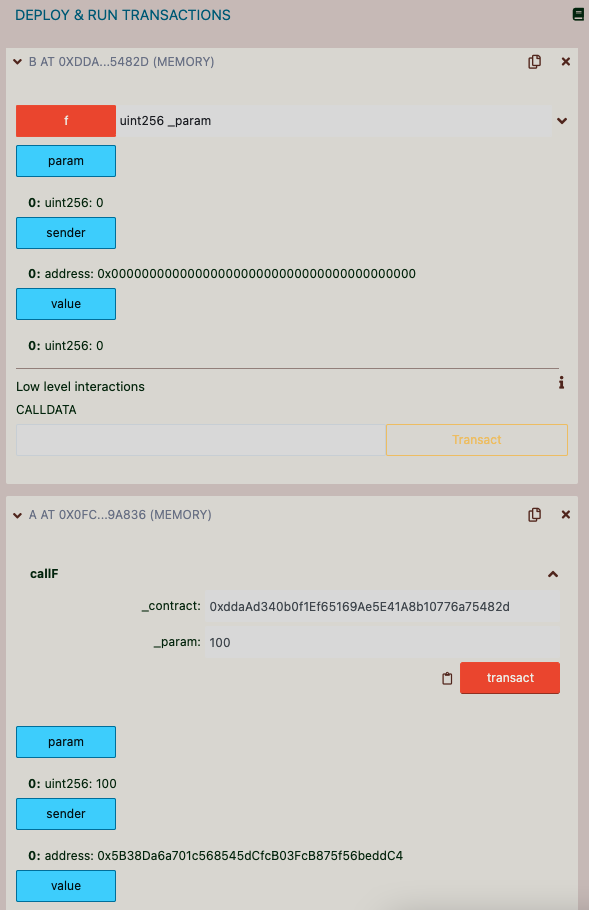 DEPLOY & RUN TRANSACTIONS
B AT 0XDDA...5482D (MEMORY)
f uint256 _param
param
0: uint256: 0
sender
0: address: 0x0000000000000000000000000000000000000000
value
0: uint256: 0
Low level interactions
CALLDATA
Transact
A AT 0X0FC...9A836 (MEMORY)
callF
_contract: 0xddaAd340b0f1Ef65169Ae5E41A8b10776a75482d
_param: 100
transact
param
0: uint256: 100
sender
0: address: 0x5B38Da6a701c568545dCfcB03FcB875f56beddC4
value